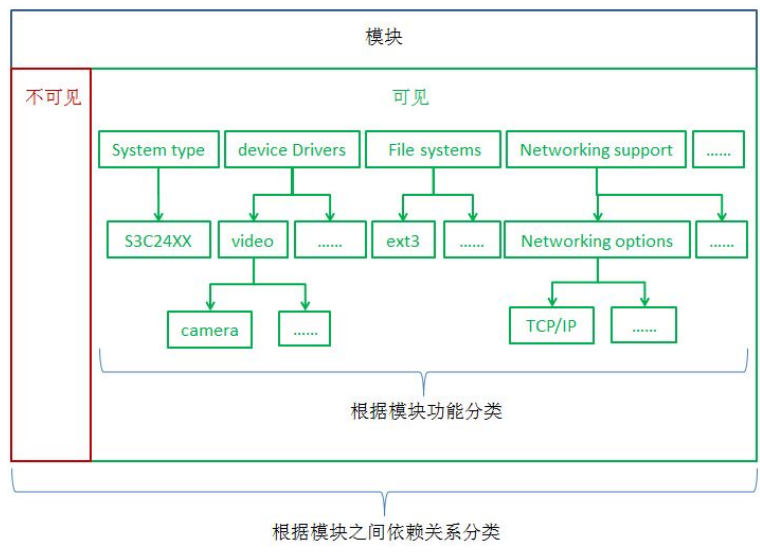 模块
不可见
可见
System type
device Drivers
File systems
Networking support
......
S3C24XX
video
......
ext3
......
Networking options
......
camera
......
TCP/IP
......
根据模块功能分类
根据模块之间依赖关系分类